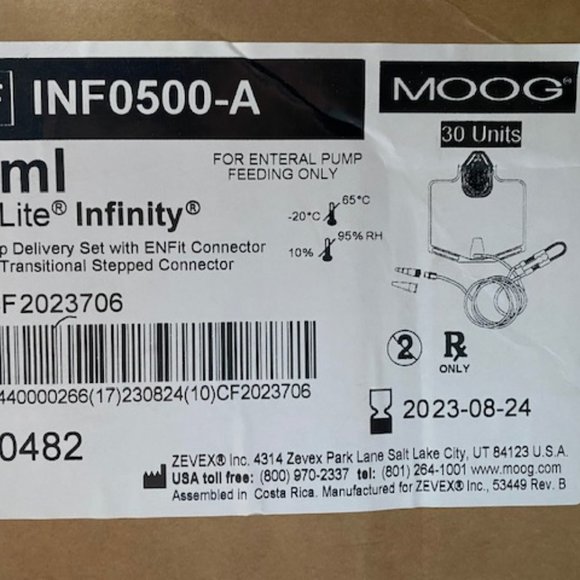 INF0500-A
MOOG®
30 Units
ml
FOR ENTERAL PUMP
FEEDING ONLY
Lite® Infinity®
-20°C 65°C
p Delivery Set with ENFit Connector
10% 95% RH
Transitional Stepped Connector
F2023706
2 Rx
ONLY
440000266(17)230824(10)CF2023706
2023-08-24
0482
ZEVEX® Inc. 4314 Zevex Park Lane Salt Lake City, UT 84123 U.S.A.
USA toll free: (800) 970-2337 tel: (801) 264-1001 www.moog.com
Assembled in Costa Rica. Manufactured for ZEVEX® Inc., 53449 Rev. B